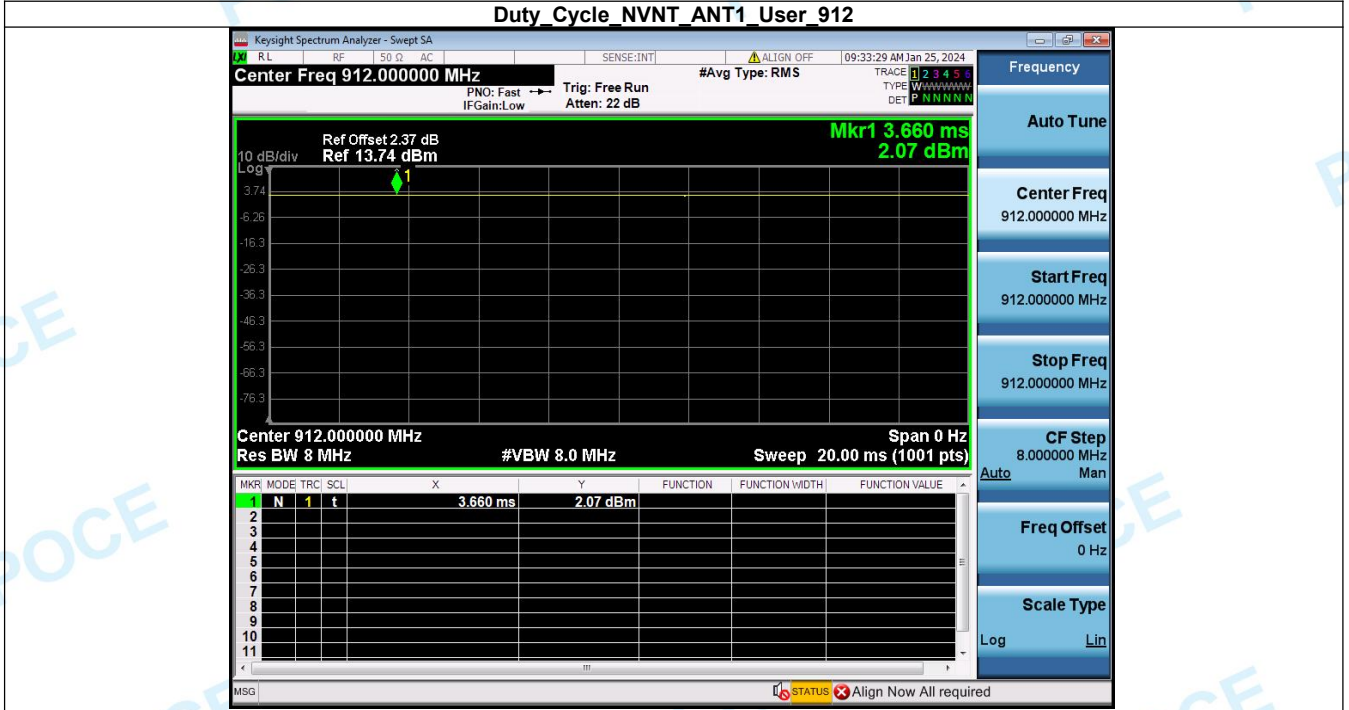 Duty_Cycle_NVNT_ANT1_User_912
Keysight Spectrum Analyzer - Swept SA
LXI RL RF 50 Ω AC SENSE:INT ALIGN OFF 09:33:29 AM Jan 25, 2024
Center Freq 912.000000 MHz #Avg Type: RMS TRACE 1 2 3 4 5 6
PNO: Fast Trig: Free Run TYPE WWWWWW
IFGain:Low Atten: 22 dB DET P N N N N N
Mkr1 3.660 ms
Ref Offset 2.37 dB
10 dB/div Ref 13.74 dBm 2.07 dBm
Log
1
3.74
-6.26
-16.3
-26.3
-36.3
-46.3
-56.3
-66.3
-76.3
Center 912.000000 MHz Span 0 Hz
Res BW 8 MHz #VBW 8.0 MHz Sweep 20.00 ms (1001 pts)
MKR MODE TRC SCL X Y FUNCTION FUNCTION WIDTH FUNCTION VALUE
1 N 1 t 3.660 ms 2.07 dBm
2
3
4
5
6
7
8
9
10
11
MSG STATUS Align Now All required
Frequency
Auto Tune
Center Freq
912.000000 MHz
Start Freq
912.000000 MHz
Stop Freq
912.000000 MHz
CF Step
8.000000 MHz
Auto Man
Freq Offset
0 Hz
Scale Type
Log Lin
POCE